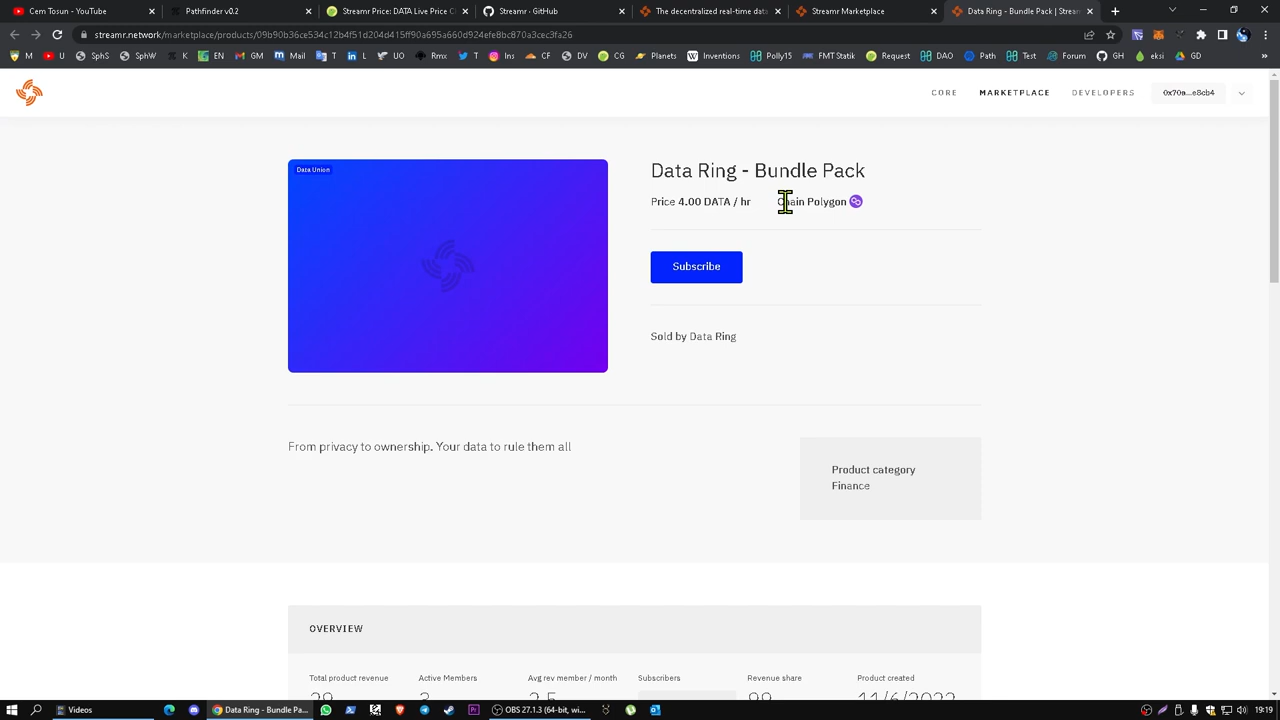 Cem Tosun - YouTube
Pathfinder v0.2
Streamr Price: DATA Live Price C
Streamr · GitHub
The decentralized real-time dat
Streamr Marketplace
Data Ring - Bundle Pack | Stream
streamr.network/marketplace/products/09b90b36ce534c12b4f51d204d415ff90a695a660d924efe8bc870a3cec3fa26
SphS SphW K EN GM Mail T in E UP Rmx T Ins CF DV CG Planets Inventions Polly15 FMT Statik Request DAO Path Test Forum GH eksi GD »
CORE MARKETPLACE DEVELOPERS 0x70a...e8cb4
Data Union
Data Ring - Bundle Pack
Price 4.00 DATA / hr Chain Polygon
Subscribe
Sold by Data Ring
From privacy to ownership. Your data to rule them all
Product category
Finance
OVERVIEW
Total product revenue Active Members Avg rev member / month Subscribers Revenue share Product created
Videos
Data Ring - Bundle Pa...
OBS 27.1.3 (64-bit, wi...
19:19